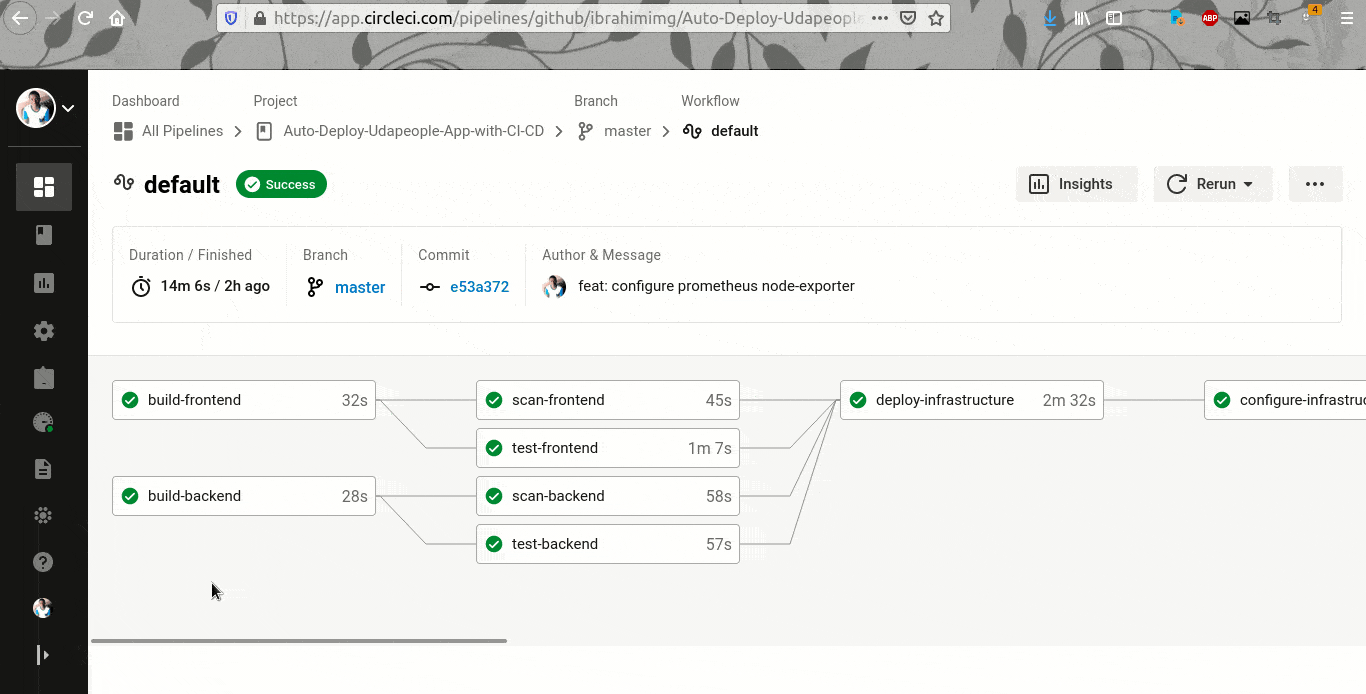 https://app.circleci.com/pipelines/github/ibrahimimg/Auto-Deploy-Udapeople
ABP
4
Dashboard Project Branch Workflow
All Pipelines Auto-Deploy-Udapeople-App-with-CI-CD master default
default Success Insights Rerun
Duration / Finished Branch Commit Author & Message
14m 6s / 2h ago master e53a372 feat: configure prometheus node-exporter
build-frontend 32s scan-frontend 45s deploy-infrastructure 2m 32s configure-infrastruc
test-frontend 1m 7s
build-backend 28s scan-backend 58s
test-backend 57s